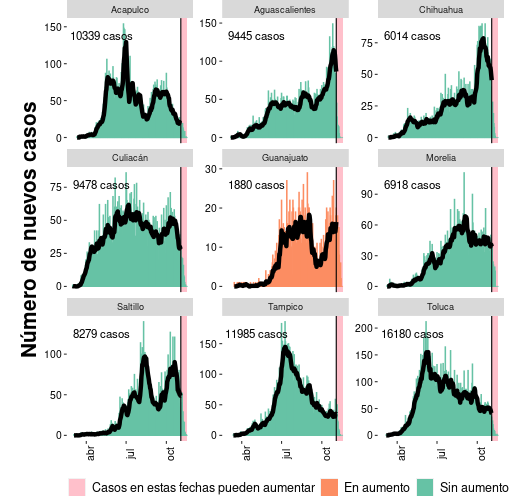 Número de nuevos casos
Acapulco
10339 casos
150
100
50
0
Aguascalientes
9445 casos
150
100
50
0
Chihuahua
6014 casos
75
50
25
0
Culiacán
9478 casos
75
50
25
0
Guanajuato
1880 casos
30
20
10
0
Morelia
6918 casos
90
60
30
0
Saltillo
8279 casos
100
50
0
abr jul oct
Tampico
11985 casos
150
100
50
0
abr jul oct
Toluca
16180 casos
200
150
100
50
0
abr jul oct
Casos en estas fechas pueden aumentar En aumento Sin aumento